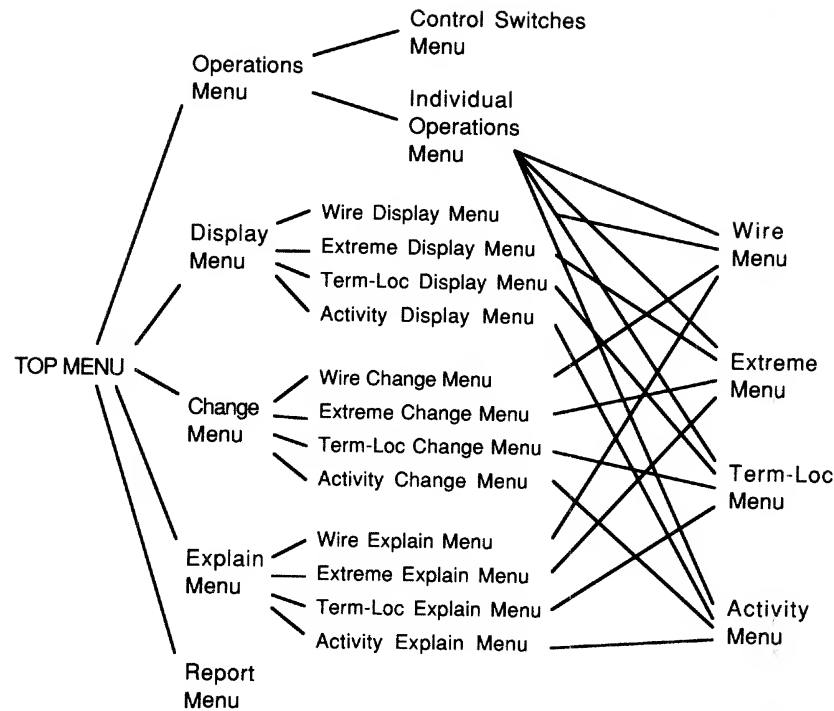 Control Switches
Menu
Operations
Menu
Individual
Operations
Menu
Wire Display Menu
Display
Menu
Extreme Display Menu
Term-Loc Display Menu
Activity Display Menu
Wire
Menu
TOP MENU
Wire Change Menu
Change
Menu
Extreme Change Menu
Term-Loc Change Menu
Activity Change Menu
Extreme
Menu
Term-Loc
Menu
Wire Explain Menu
Explain
Menu
Extreme Explain Menu
Term-Loc Explain Menu
Activity Explain Menu
Activity
Menu
Report
Menu